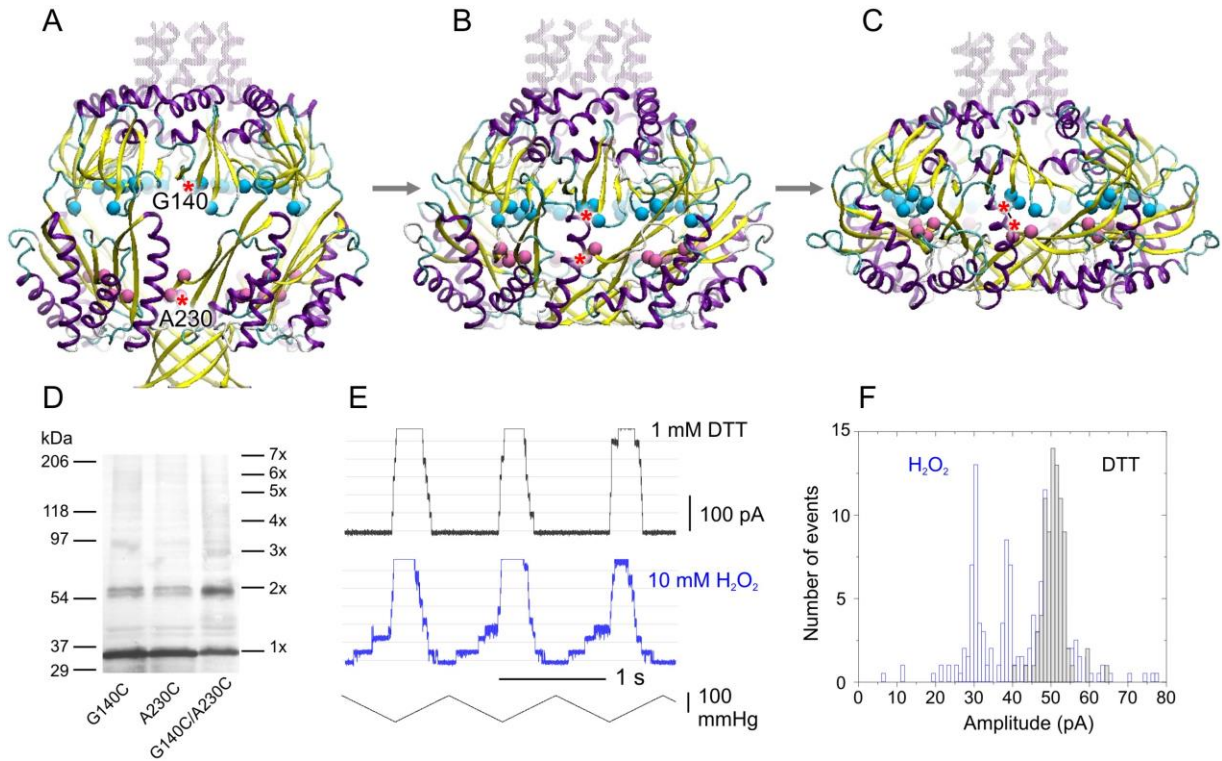 A
B
C
*
G140
*
A230
*
*
*
*
D
E
F
kDa
206
118
97
54
37
29
7x
6x
5x
4x
3x
2x
1x
G140C
A230C
G140C/A230C
1 mM DTT
100 pA
10 mM H₂O₂
1 s
100
mmHg
15
10
5
0
H₂O₂
DTT
Number of events
0 10 20 30 40 50 60 70 80
Amplitude (pA)